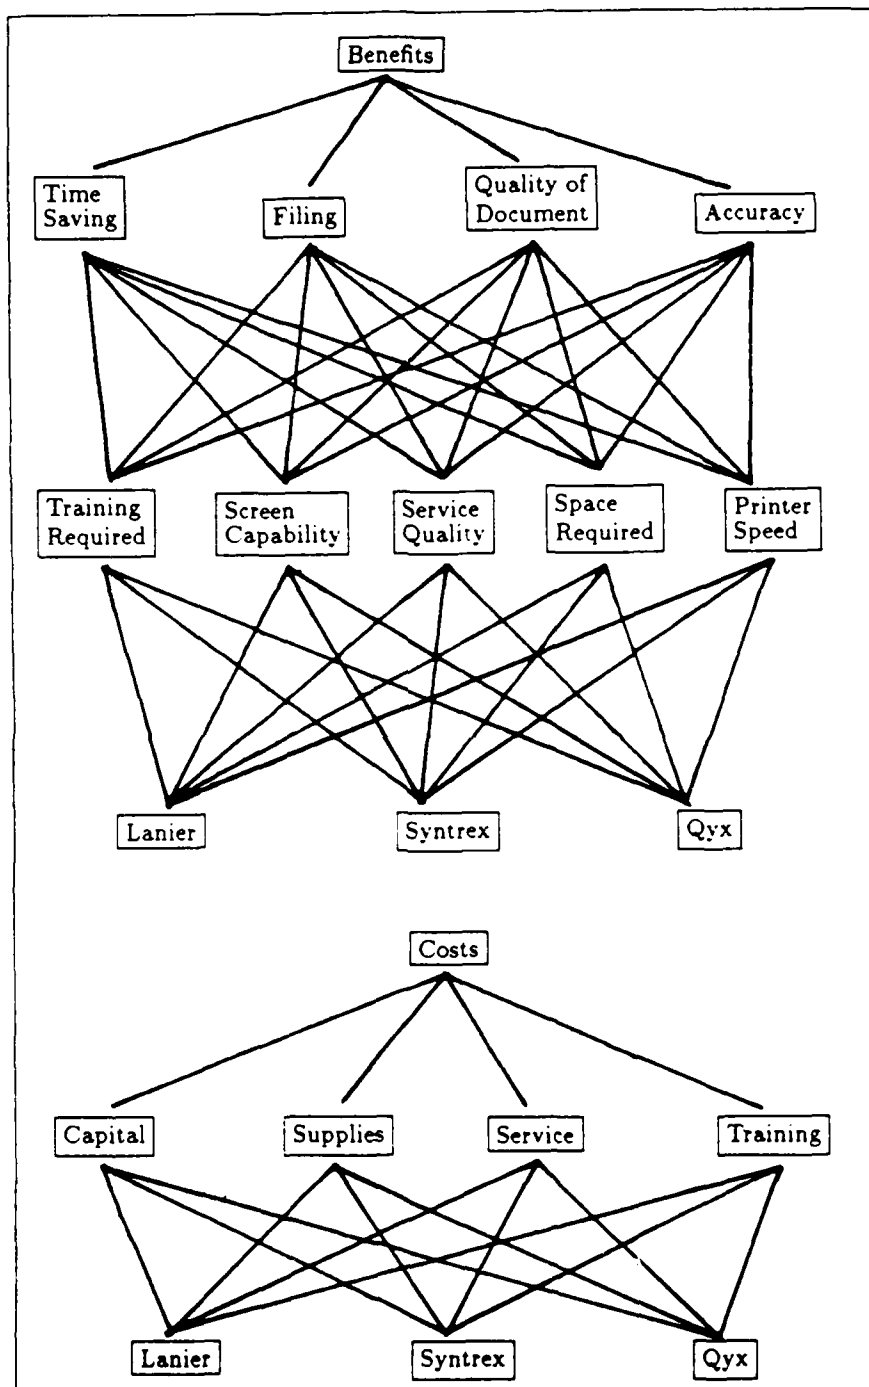 Benefits
Time
Saving
Filing
Quality of
Document
Accuracy
Training
Required
Screen
Capability
Service
Quality
Space
Required
Printer
Speed
Lanier
Syntrex
Qyx
Costs
Capital
Supplies
Service
Training
Lanier
Syntrex
Qyx